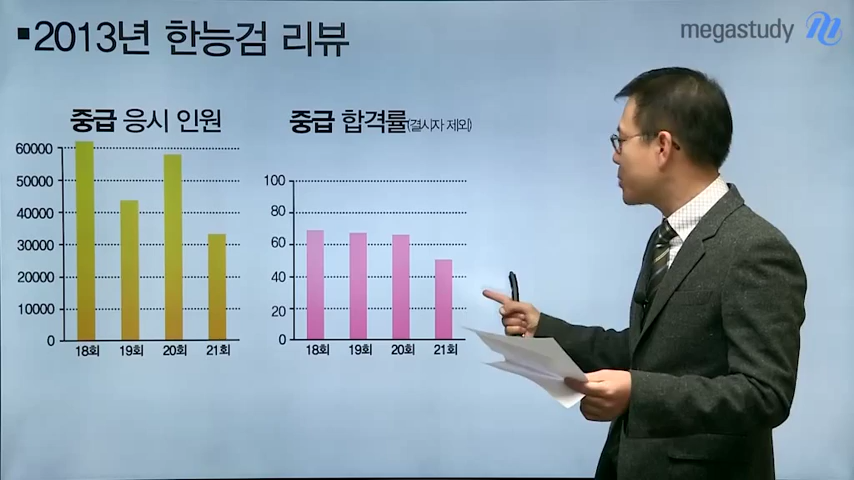 ▪2013년 한능검 리뷰
megastudy
중급 응시 인원
60000
50000
40000
30000
20000
10000
0
18회 19회 20회 21회
중급 합격률(결시자 제외)
100
80
60
40
20
0
18회 19회 20회 21회